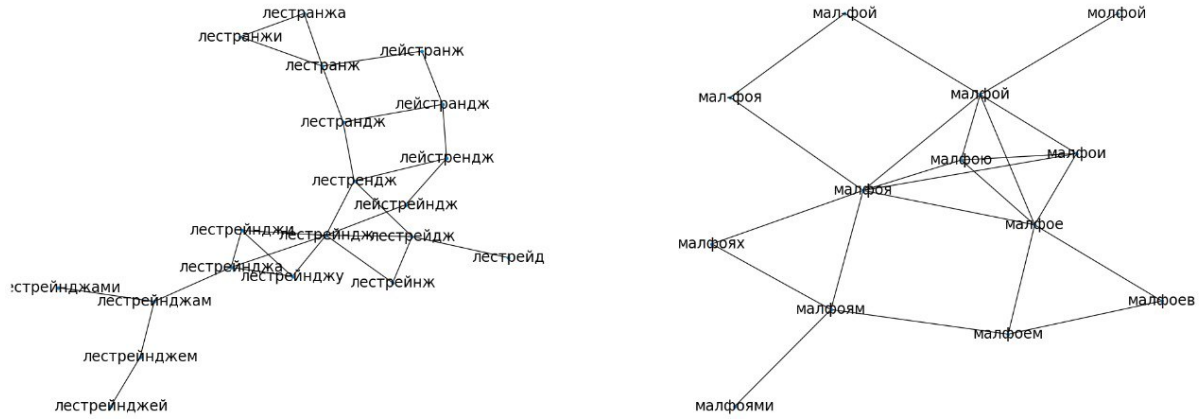 лестранжа
лестранжи
лестранж
лейстранж
лейстрандж
лестрандж
лейстрендж
лестрендж
лейстрейндж
лестрейнджи
лестрейндж
лестрейдж
лестрейд
лестрейнджа
лестрейнджу
лестрейнж
естрейнджами
лестрейнджам
лестрейнджем
лестрейнджей
мал-фой
молфой
мал-фоя
малфой
малфою
малфои
малфоя
малфое
малфоях
малфоям
малфоев
малфоем
малфоями